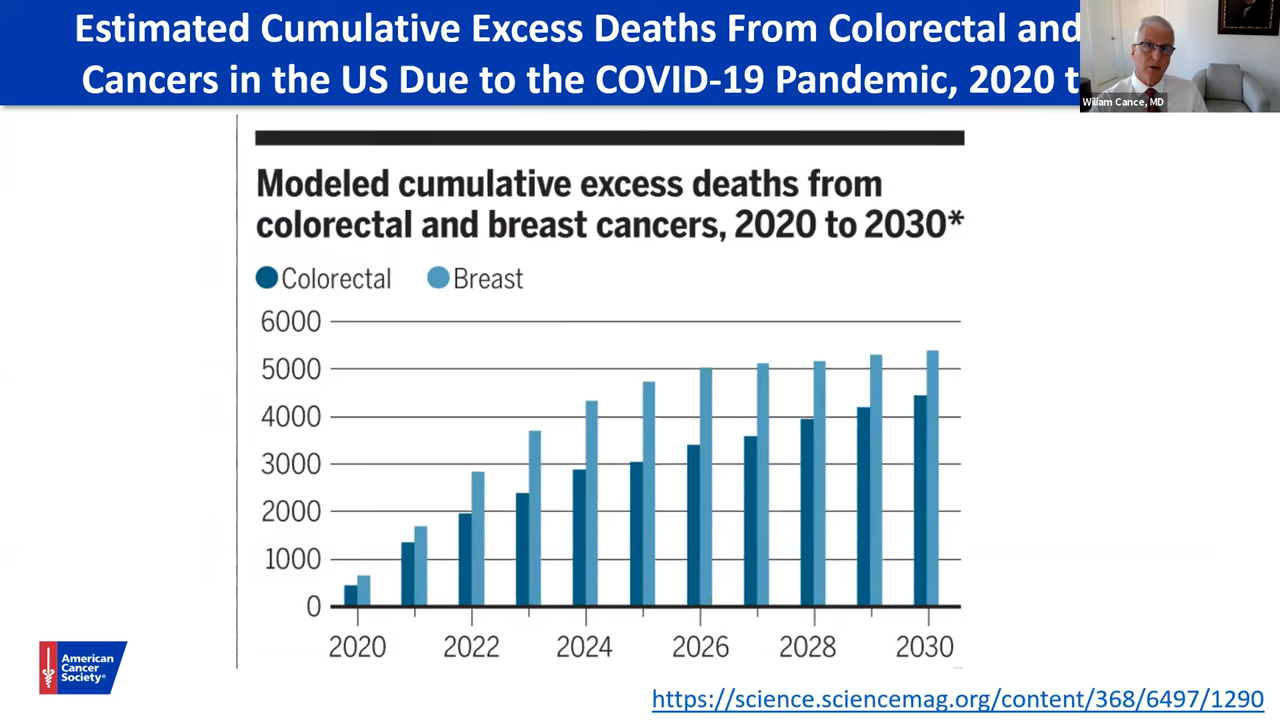 Estimated Cumulative Excess Deaths From Colorectal and
Cancers in the US Due to the COVID-19 Pandemic, 2020 t
Wiliam Cance, MD
Modeled cumulative excess deaths from
colorectal and breast cancers, 2020 to 2030*
Colorectal Breast
6000
5000
4000
3000
2000
1000
0
2020 2022 2024 2026 2028 2030
American
Cancer
Society®
https://science.sciencemag.org/content/368/6497/1290